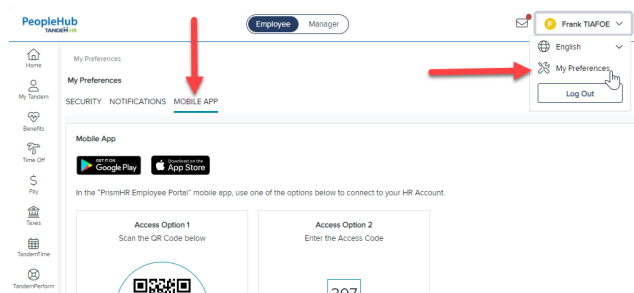 PeopleHub
TANDEM HR
Employee
Manager
Frank TIAFOE
English
My Preferences
Log Out
Home
My Tandem
Benefits
Time Off
Pay
Taxes
TandemTime
TandemPerform
My Preferences
My Preferences
SECURITY NOTIFICATIONS MOBILE APP
Mobile App
GET IT ON
Google Play
Download on the
App Store
In the "PrismHR Employee Portal" mobile app, use one of the options below to connect to your HR Account.
Access Option 1
Scan the QR Code below
Access Option 2
Enter the Access Code